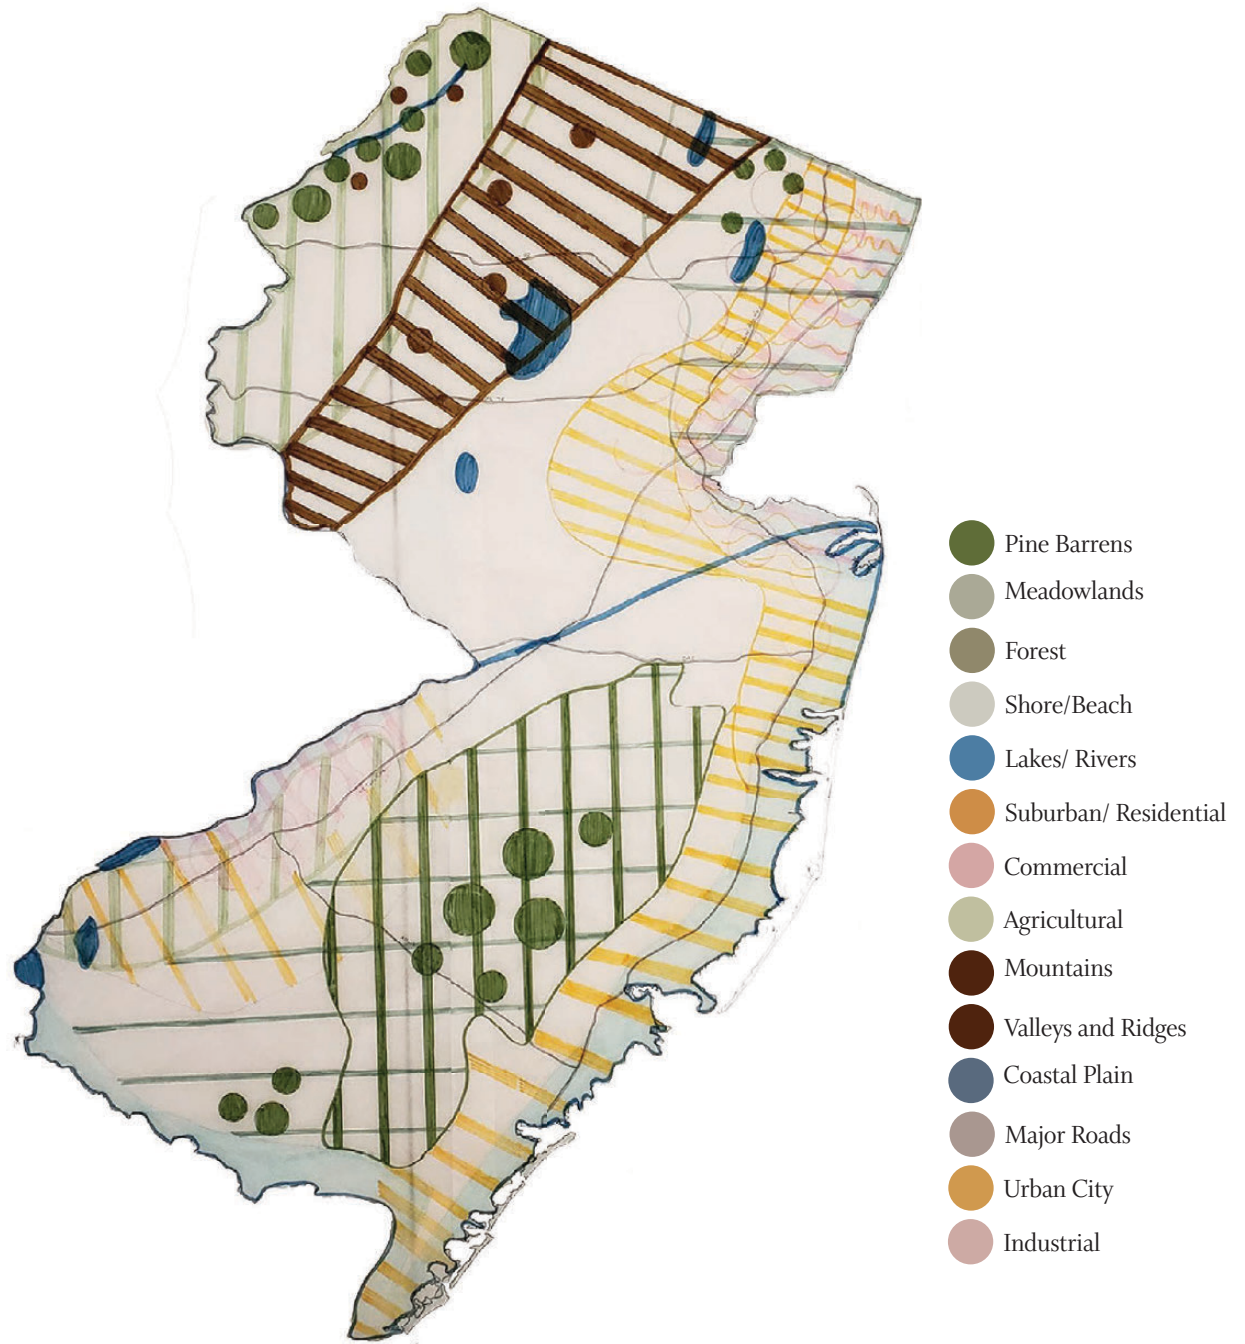 Pine Barrens
Meadowlands
Forest
Shore/Beach
Lakes/ Rivers
Suburban/ Residential
Commercial
Agricultural
Mountains
Valleys and Ridges
Coastal Plain
Major Roads
Urban City
Industrial